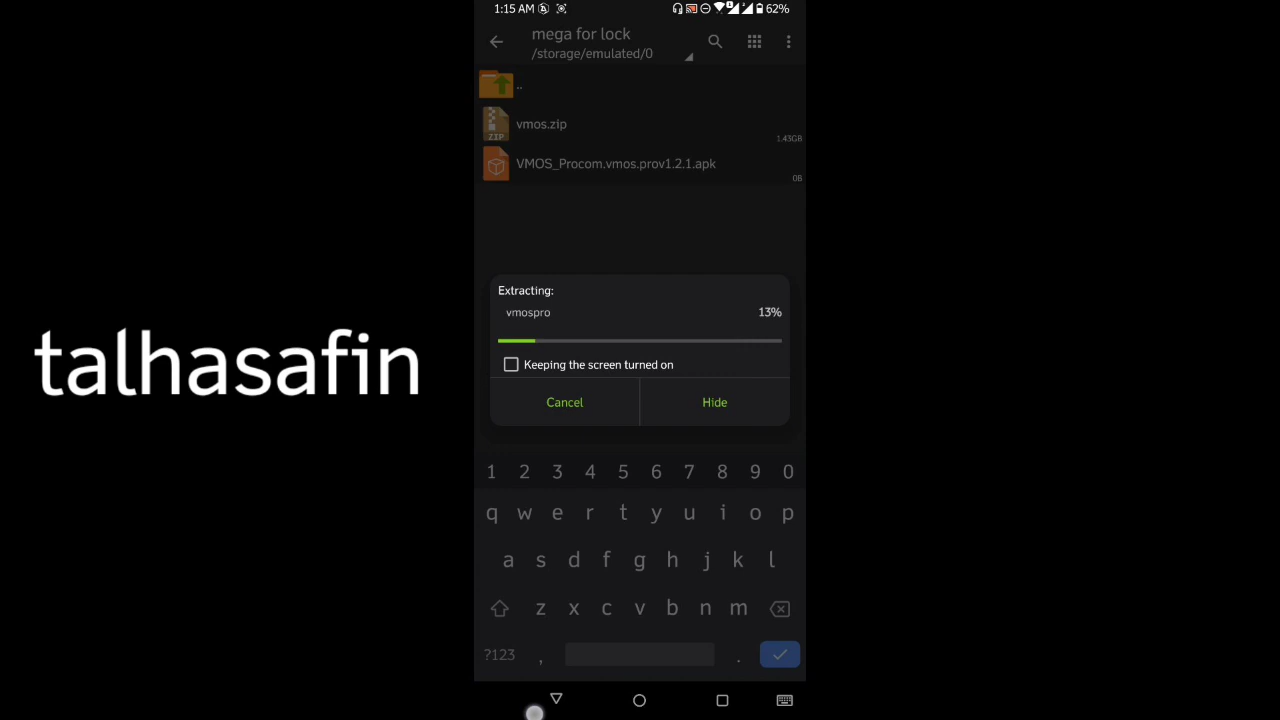 1:15 AM 62%
mega for lock
/storage/emulated/0
..
ZIP
vmos.zip
1.43GB
VMOS_Procom.vmos.prov1.2.1.apk
0B
talhasafin
Extracting:
vmospro 13%
Keeping the screen turned on
Cancel Hide
1 2 3 4 5 6 7 8 9 0
q w e r t y u i o p
a s d f g h j k l
z x c v b n m
?123 , .